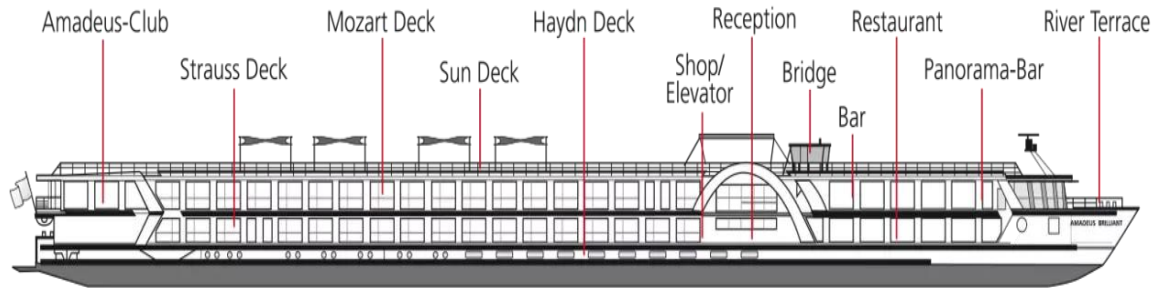 Amadeus-Club
Mozart Deck
Haydn Deck
Reception
Restaurant
River Terrace
Strauss Deck
Sun Deck
Shop/
Elevator
Bridge
Panorama-Bar
Bar
AMADEUS BRILLIANT